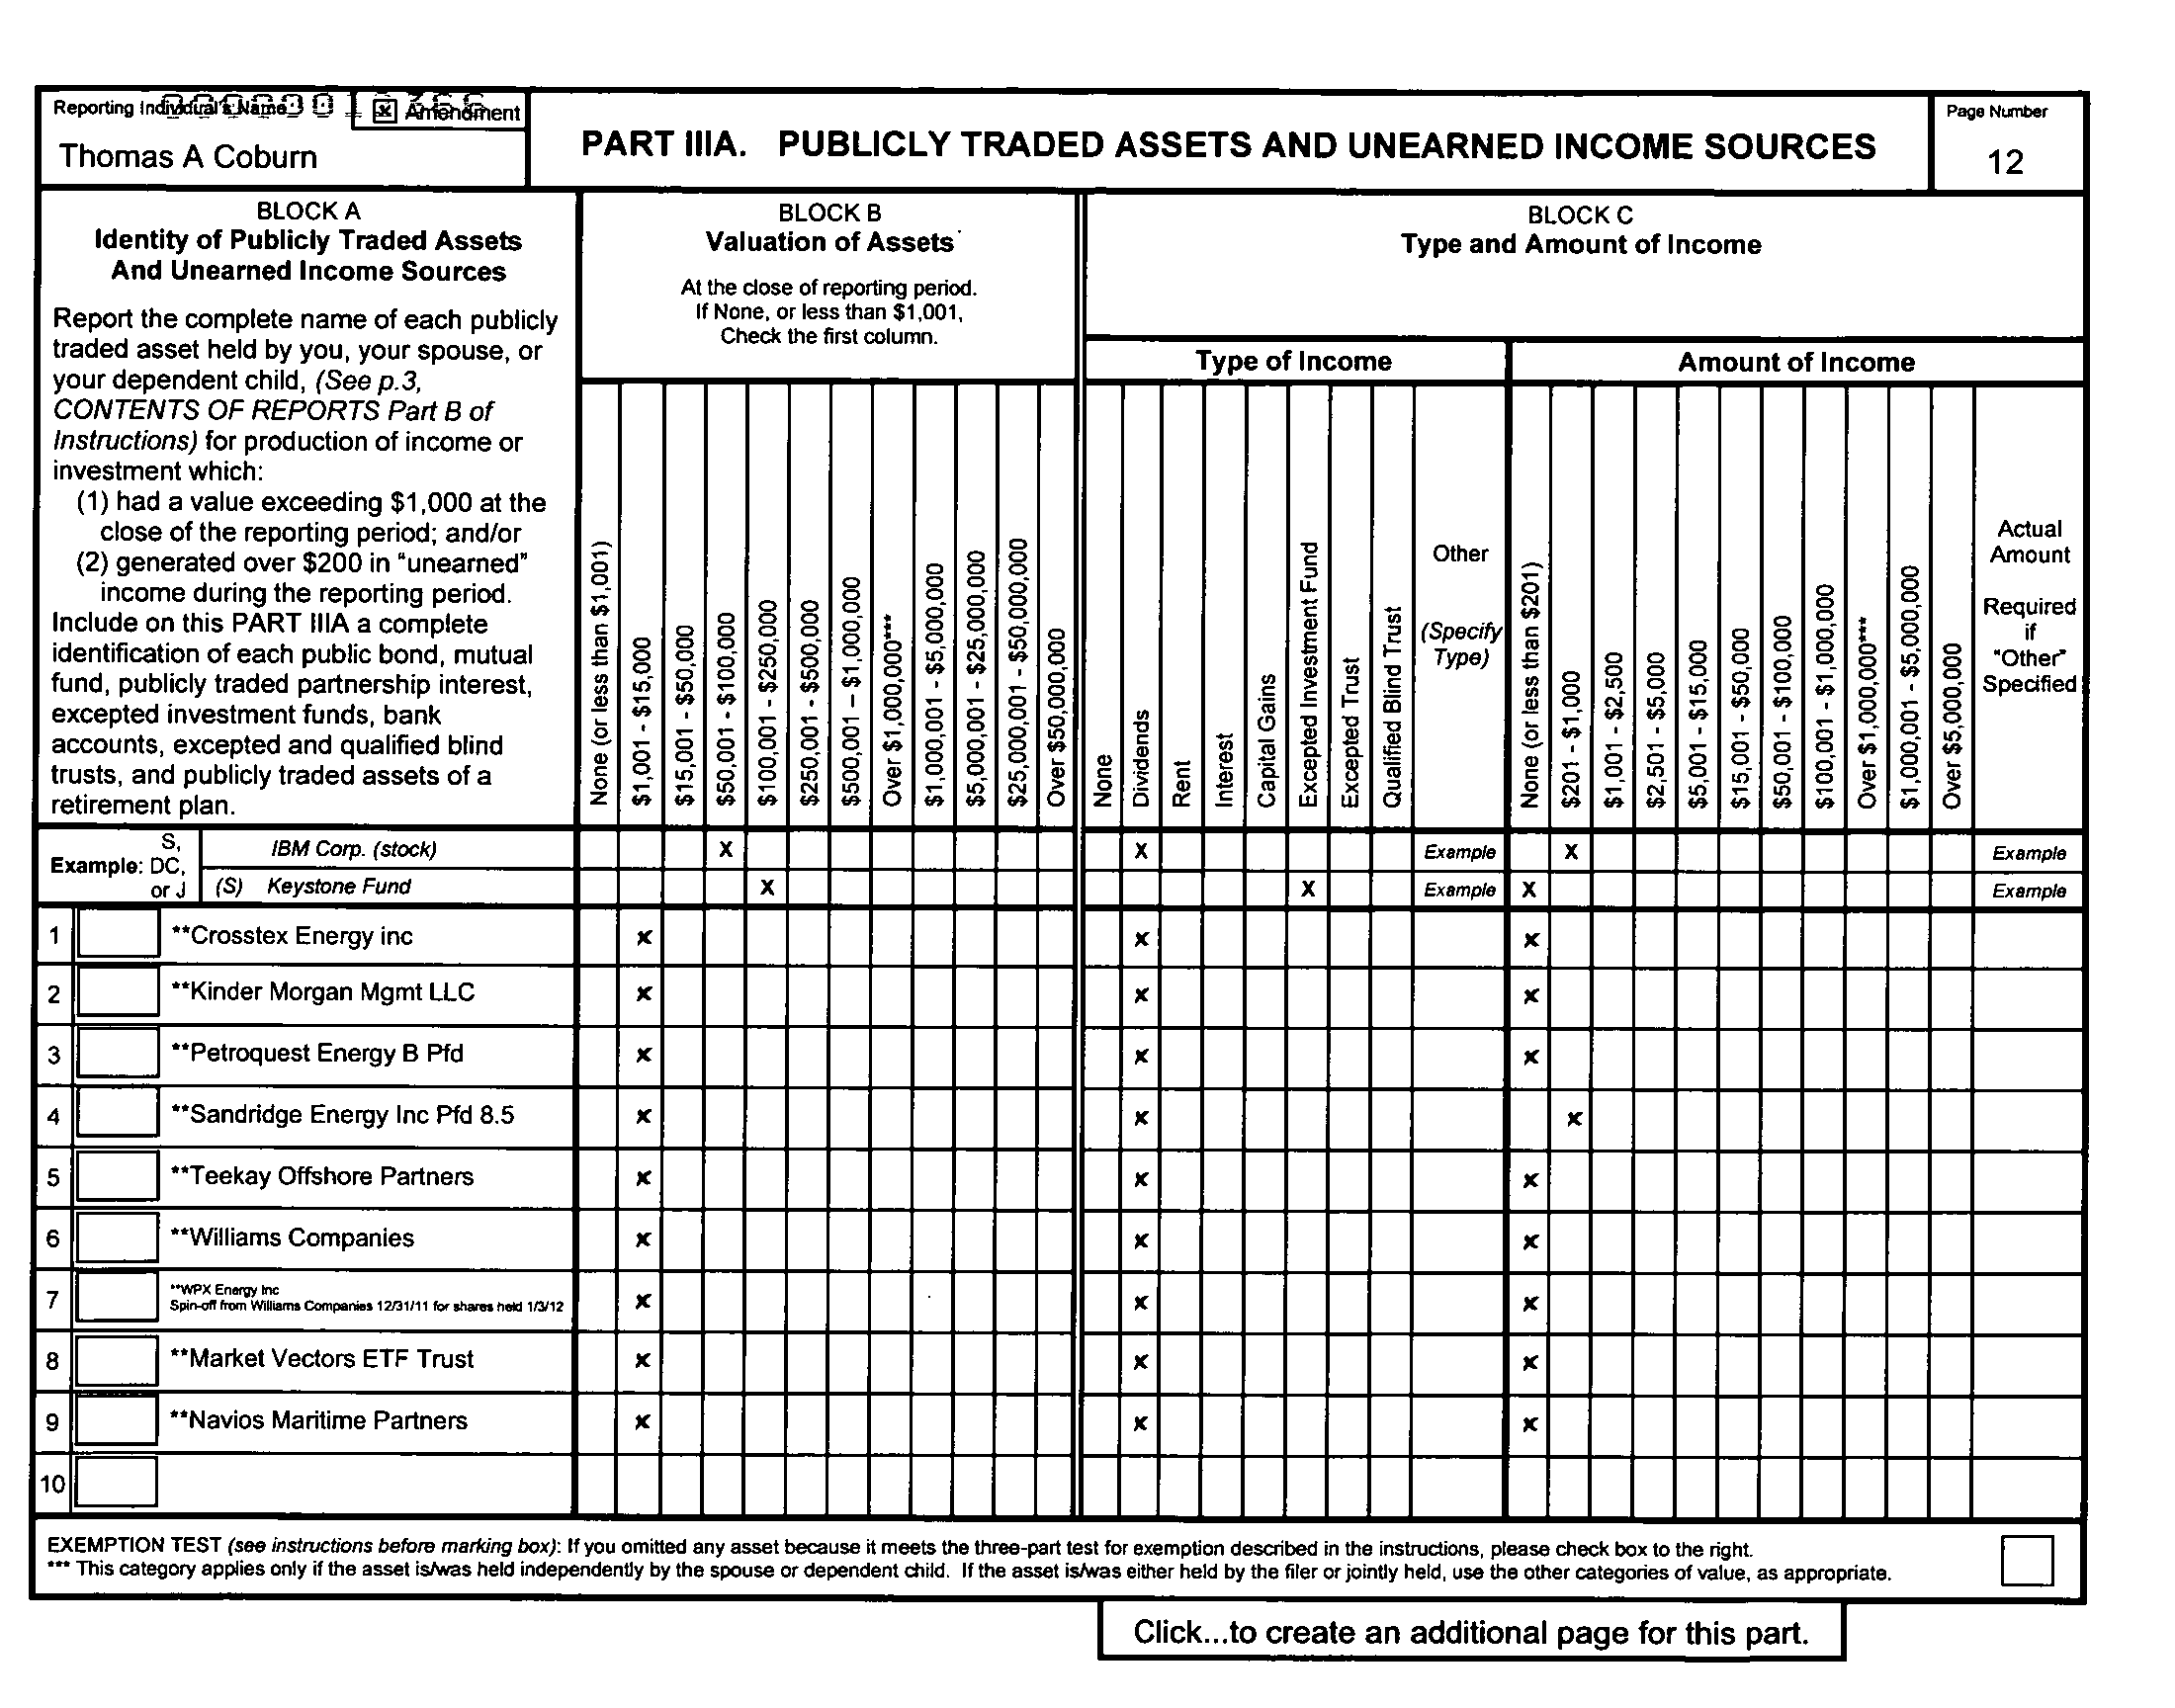 Reporting Individual's Name
x Amendment
Thomas A Coburn
PART IIIA. PUBLICLY TRADED ASSETS AND UNEARNED INCOME SOURCES
Page Number
12
BLOCK A
Identity of Publicly Traded Assets
And Unearned Income Sources
Report the complete name of each publicly
traded asset held by you, your spouse, or
your dependent child, (See p.3,
CONTENTS OF REPORTS Part B of
Instructions) for production of income or
investment which:
(1) had a value exceeding $1,000 at the
close of the reporting period; and/or
(2) generated over $200 in "unearned"
income during the reporting period.
Include on this PART IIIA a complete
identification of each public bond, mutual
fund, publicly traded partnership interest,
excepted investment funds, bank
accounts, excepted and qualified blind
trusts, and publicly traded assets of a
retirement plan.
BLOCK B
Valuation of Assets
At the close of reporting period.
If None, or less than $1,001,
Check the first column.
None (or less than $1,001)
$1,001 - $15,000
$15,001 - $50,000
$50,001 - $100,000
$100,001 - $250,000
$250,001 - $500,000
$500,001 – $1,000,000
Over $1,000,000***
$1,000,001 - $5,000,000
$5,000,001 - $25,000,000
$25,000,001 - $50,000,000
Over $50,000,000
BLOCK C
Type and Amount of Income
Type of Income
None
Dividends
Rent
Interest
Capital Gains
Excepted Investment Fund
Excepted Trust
Qualified Blind Trust
Other
(Specify
Type)
Amount of Income
None (or less than $201)
$201 - $1,000
$1,001 - $2,500
$2,501 - $5,000
$5,001 - $15,000
$15,001 - $50,000
$50,001 - $100,000
$100,001 - $1,000,000
Over $1,000,000***
$1,000,001 - $5,000,000
Over $5,000,000
Actual
Amount
Required
if
"Other"
Specified
Example: S,
DC,
or J
IBM Corp. (stock) X X Example X Example
(S) Keystone Fund X X Example X Example
1 **Crosstex Energy inc x x x
2 **Kinder Morgan Mgmt LLC x x x
3 **Petroquest Energy B Pfd x x x
4 **Sandridge Energy Inc Pfd 8.5 x x x
5 **Teekay Offshore Partners x x x
6 **Williams Companies x x x
7 **WPX Energy Inc
Spin-off from Williams Companies 12/31/11 for shares held 1/3/12 x x x
8 **Market Vectors ETF Trust x x x
9 **Navios Maritime Partners x x x
10
EXEMPTION TEST (see instructions before marking box): If you omitted any asset because it meets the three-part test for exemption described in the instructions, please check box to the right.
*** This category applies only if the asset is/was held independently by the spouse or dependent child. If the asset is/was either held by the filer or jointly held, use the other categories of value, as appropriate.
Click...to create an additional page for this part.